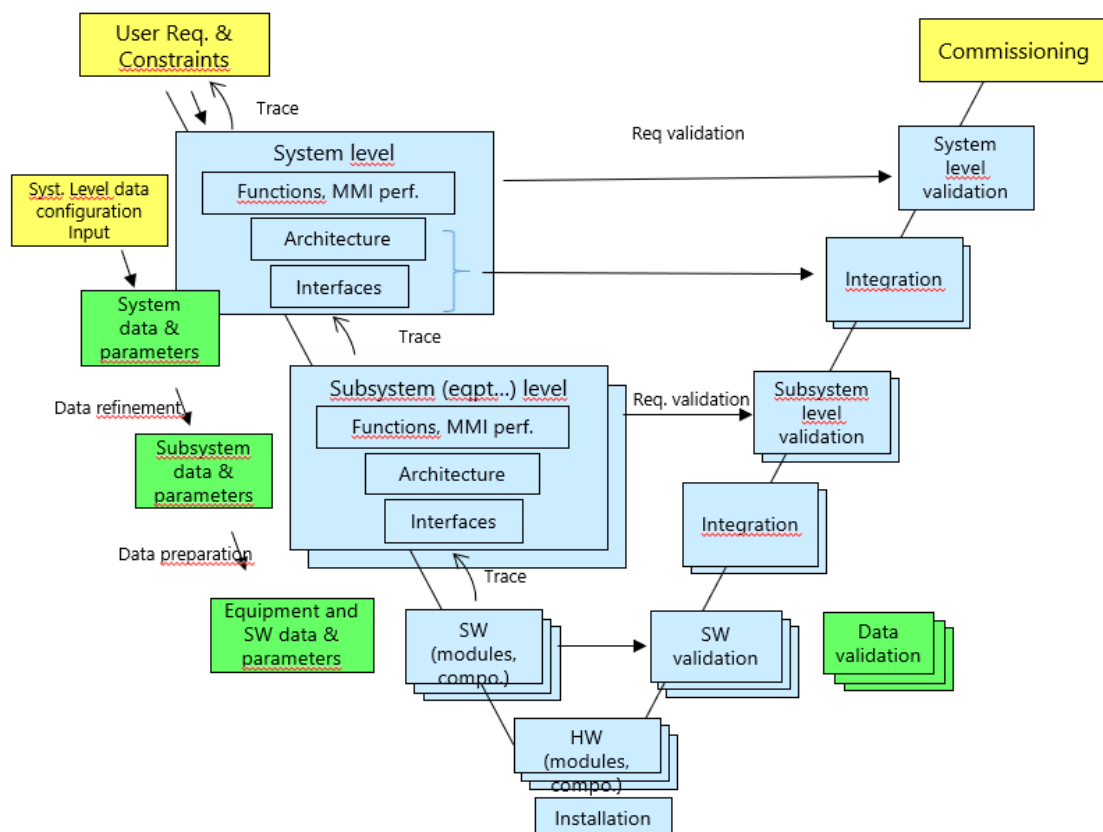 User Req. &
Constraints
Commissioning
Trace
Req validation
System level
validation
System level
Functions, MMI perf.
Syst. Level data
configuration
Input
Architecture
Interfaces
Integration
System
data &
parameters
Trace
Subsystem (eqpt...) level
Req. validation
Subsystem
level
validation
Functions, MMI perf.
Data refinement
Architecture
Subsystem
data &
parameters
Interfaces
Integration
Data preparation
Trace
Equipment and
SW data &
parameters
SW
(modules,
compo.)
SW
validation
Data
validation
HW
(modules,
compo.)
Installation